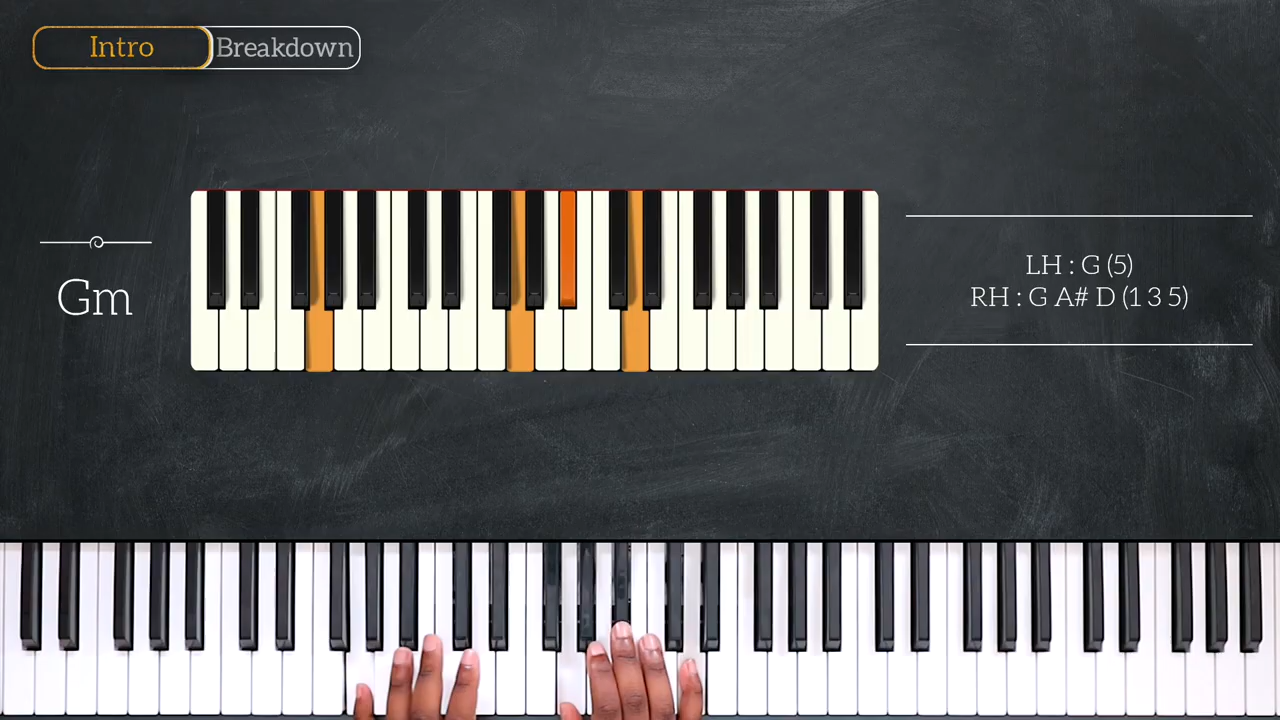 Intro
Breakdown
Gm
LH : G (5)
RH : G A# D (1 3 5)